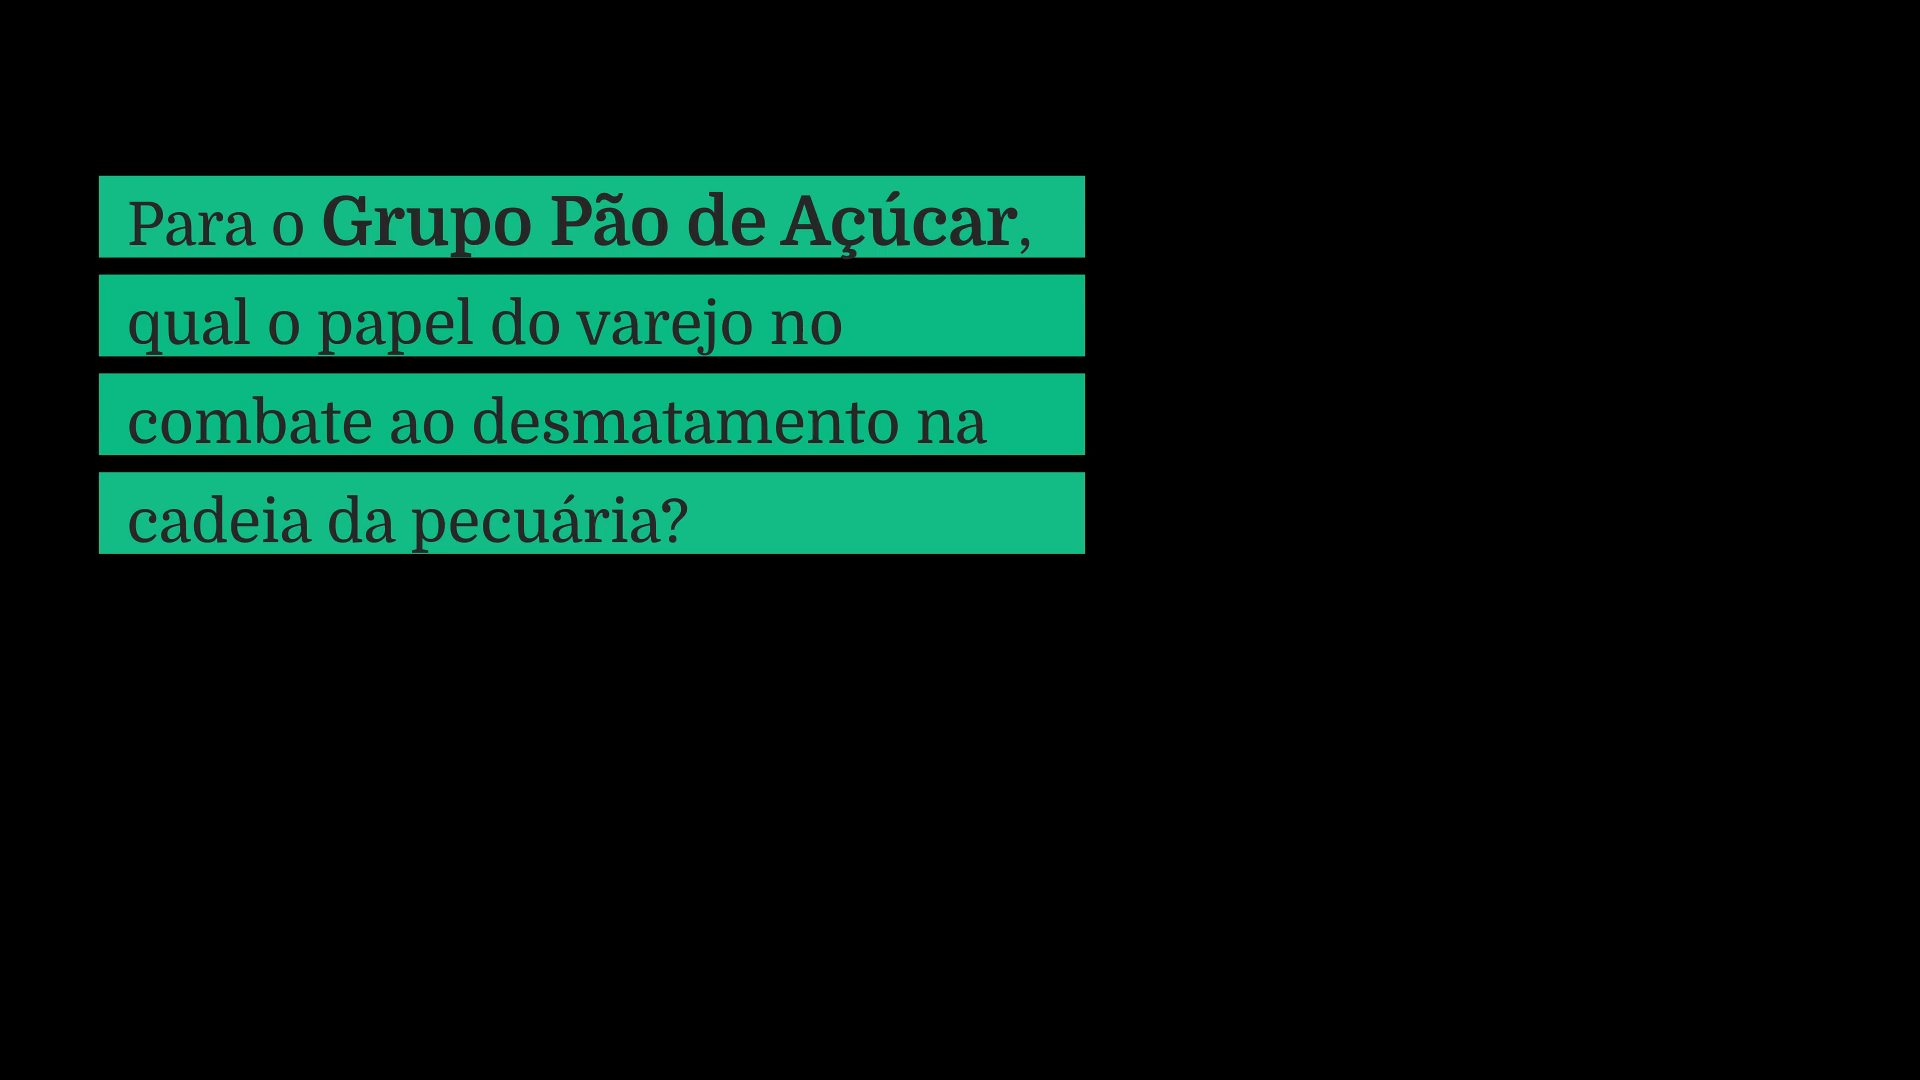 Para o Grupo Pão de Açúcar,
qual o papel do varejo no
combate ao desmatamento na
cadeia da pecuária?